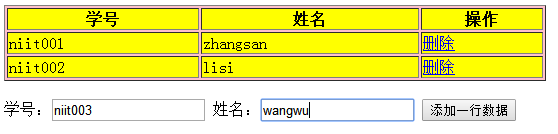 学号 姓名 操作
niit001 zhangsan 删除
niit002 lisi 删除
学号： niit003 姓名： wangwu 添加一行数据